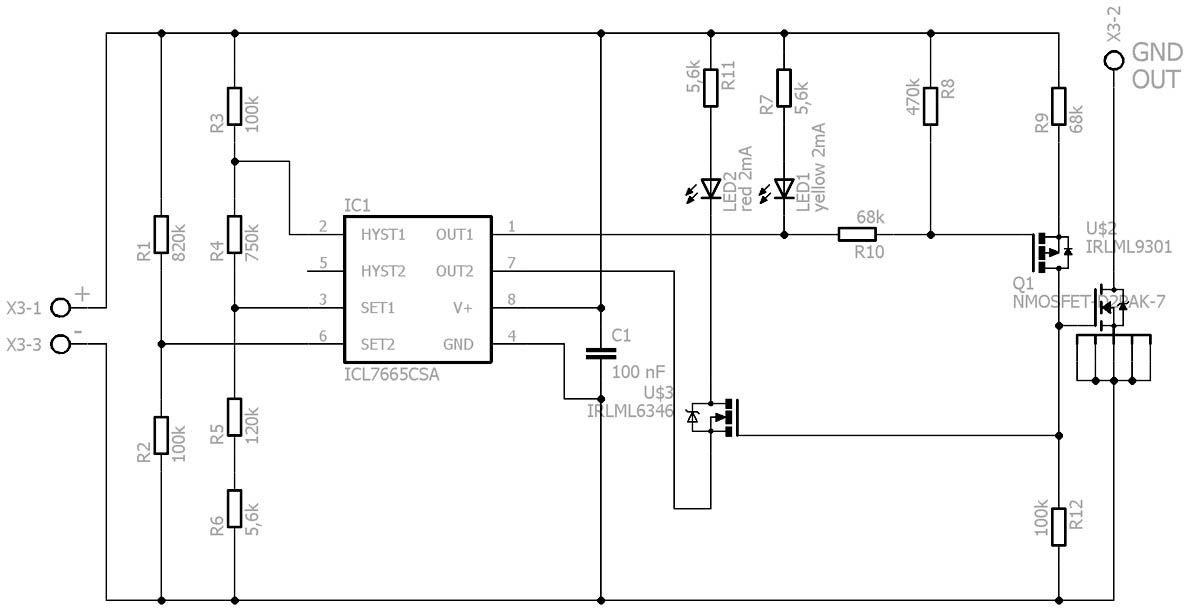 X3-2
GND
OUT
R3
100k
5,6k
R11
R7
5,6k
470k
R8
R9
68k
LED2
red 2mA
LED1
yellow 2mA
IC1
R1
820k
R4
750k
2
HYST1
OUT1
1
68k
R10
U$2
IRLML9301
5
HYST2
OUT2
7
Q1
NMOSFET-D2PAK-7
X3-1
+
3
SET1
V+
8
X3-3
-
6
SET2
GND
4
C1
100 nF
ICL7665CSA
U$3
IRLML6346
R2
100k
R5
120k
R6
5,6k
100k
R12